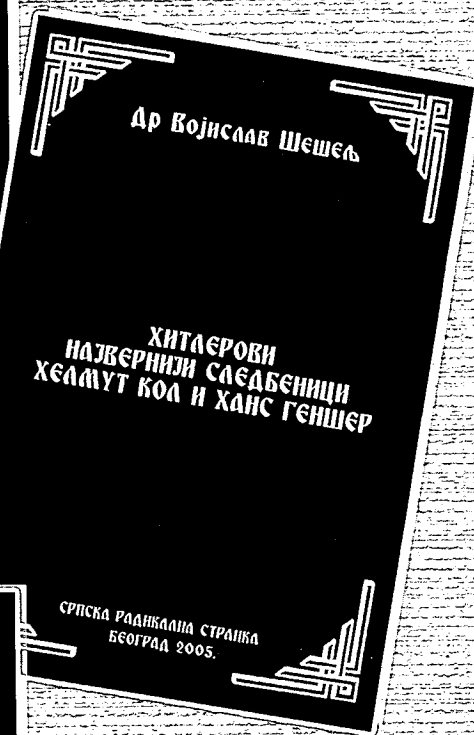 Др Војислав Шешељ
ХИТЛЕРОВИ
НАЈВЕРНИЈИ СЛЕДБЕНИЦИ
ХЕЛМУТ КОЛ И ХАНС ГЕНШЕР
СРПСКА РАДИКАЛНА СТРАНКА
БЕОГРАД 2005.